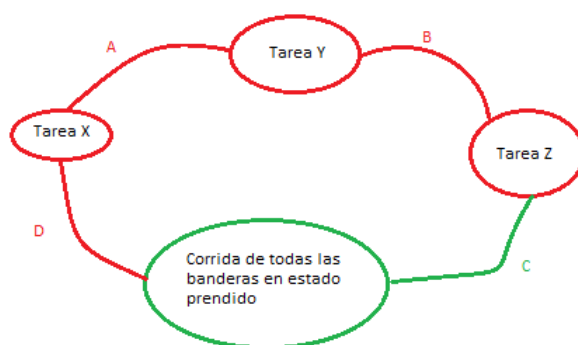 A
Tarea Y
B
Tarea X
Tarea Z
D
Corrida de todas las
banderas en estado
prendido
C